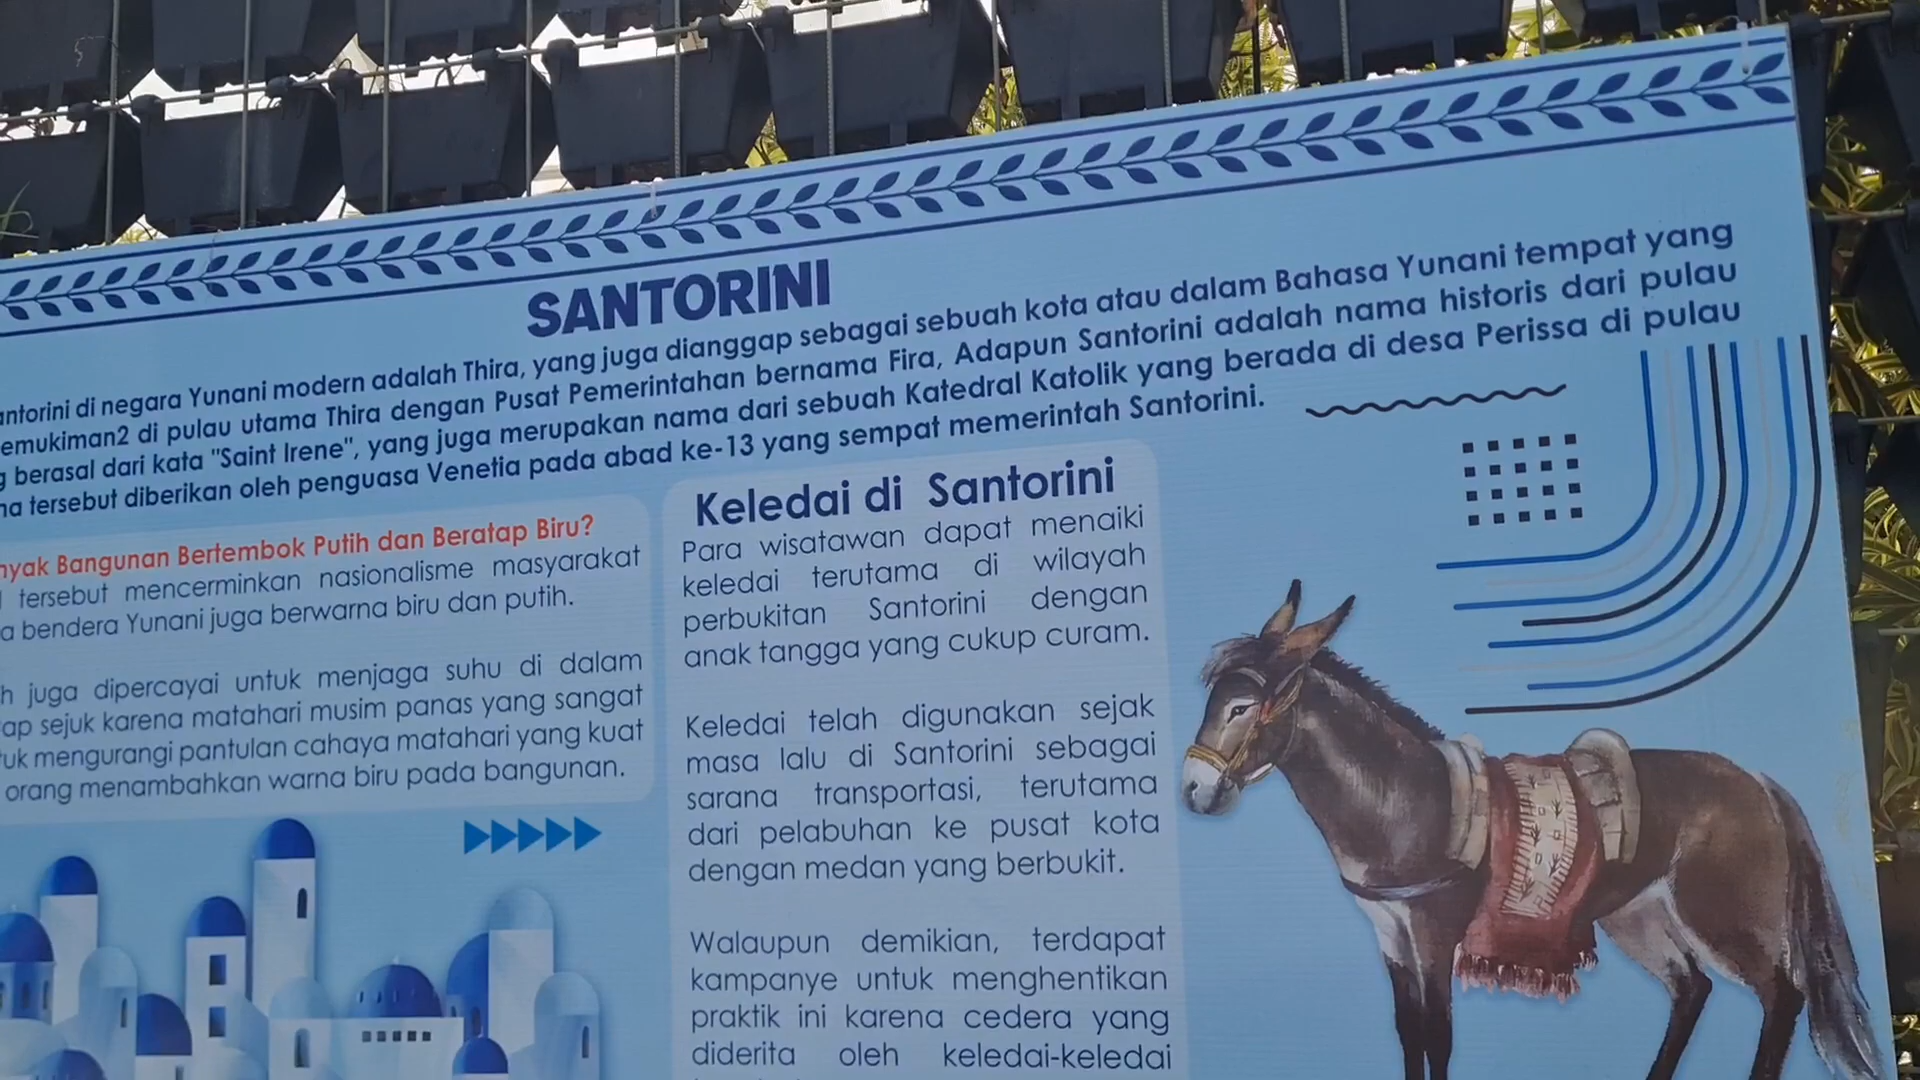 SANTORINI
di negara Yunani modern adalah Thira, yang juga dianggap sebagai sebuah kota atau dalam Bahasa Yunani tempat yang
di pulau utama Thira dengan Pusat Pemerintahan bernama Fira, Adapun Santorini adalah nama historis dari pulau
berasal dari kata "Saint Irene", yang juga merupakan nama dari sebuah Katedral Katolik yang berada di desa Perissa di pulau
tersebut diberikan oleh penguasa Venetia pada abad ke-13 yang sempat memerintah Santorini.
Bangunan Bertembok Putih dan Beratap Biru?
tersebut mencerminkan nasionalisme masyarakat
bendera Yunani juga berwarna biru dan putih.
juga dipercayai untuk menjaga suhu di dalam
sejuk karena matahari musim panas yang sangat
mengurangi pantulan cahaya matahari yang kuat
orang menambahkan warna biru pada bangunan.
Keledai di Santorini
Para wisatawan dapat menaiki
keledai terutama di wilayah
perbukitan Santorini dengan
anak tangga yang cukup curam.
Keledai telah digunakan sejak
masa lalu di Santorini sebagai
sarana transportasi, terutama
dari pelabuhan ke pusat kota
dengan medan yang berbukit.
Walaupun demikian, terdapat
kampanye untuk menghentikan
praktik ini karena cedera yang
diderita oleh keledai-keledai